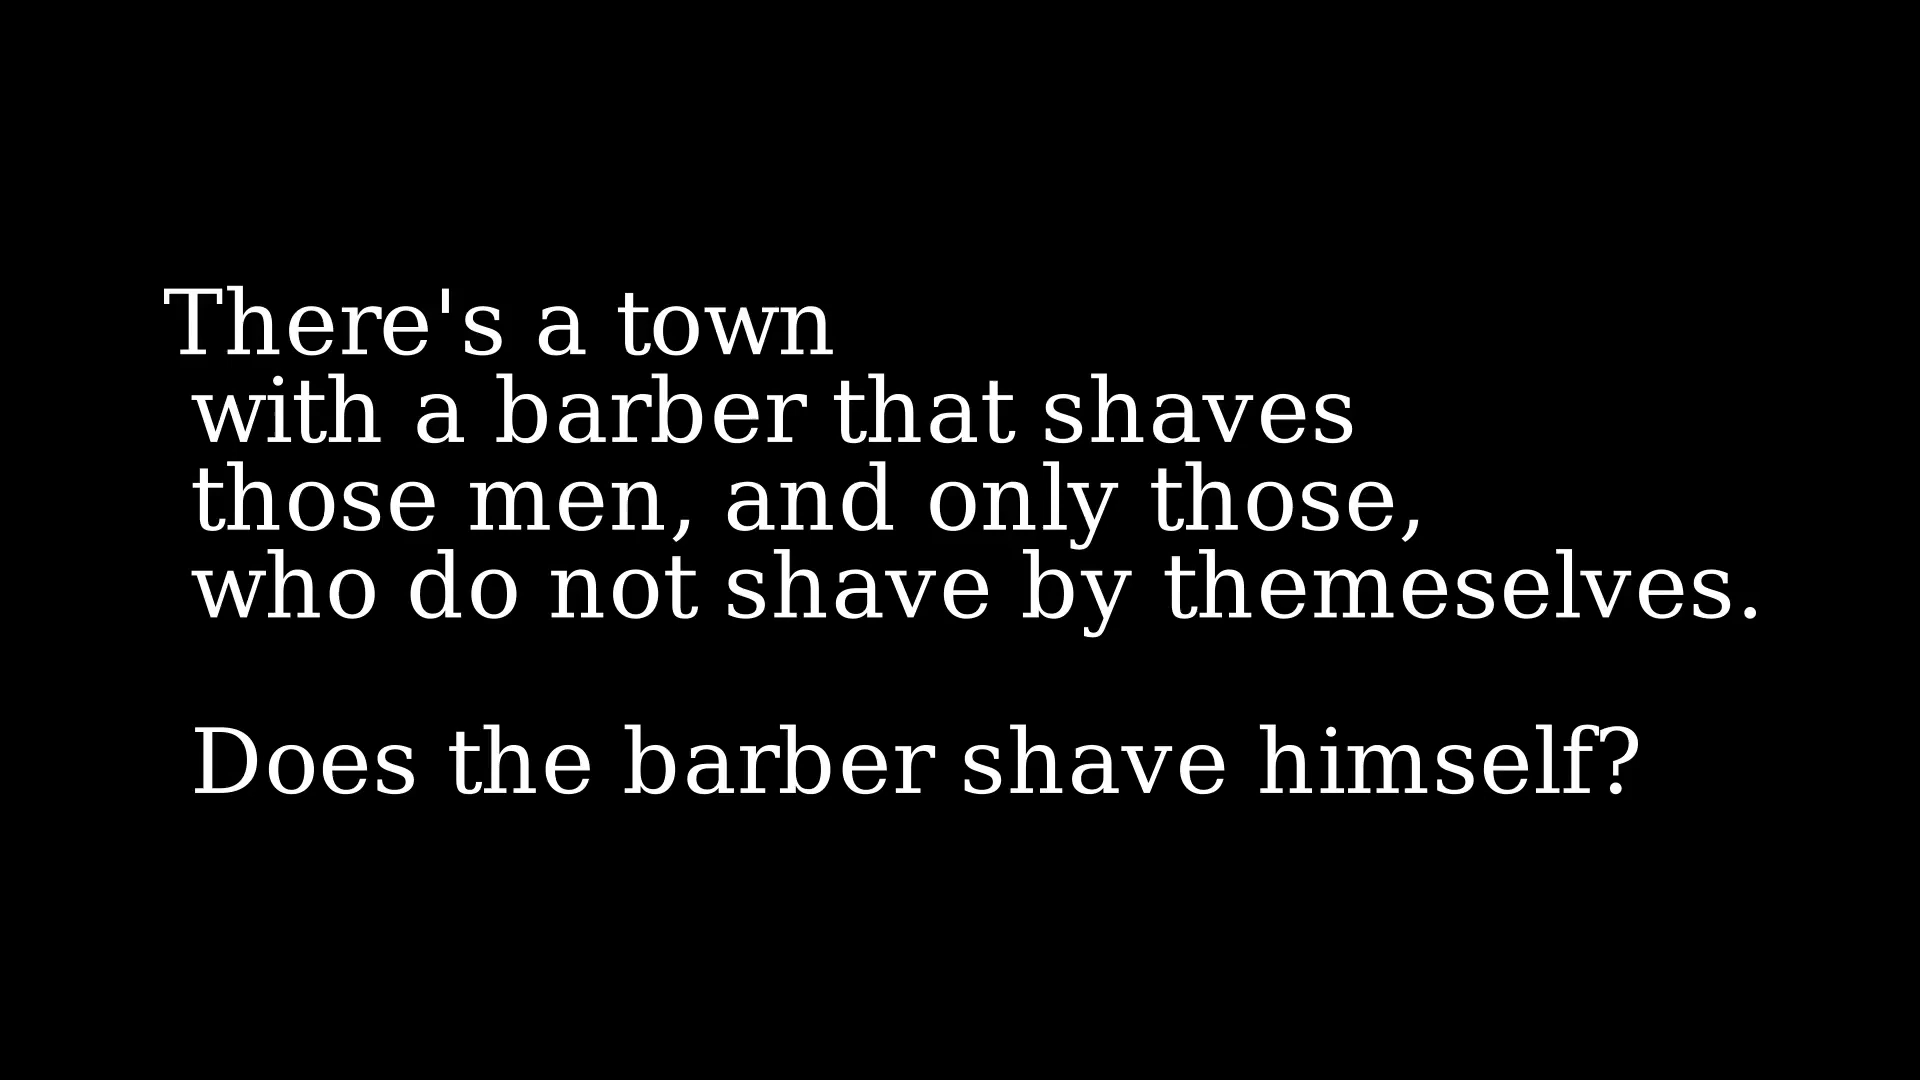 There's a town
with a barber that shaves
those men, and only those,
who do not shave by themeselves.
Does the barber shave himself?